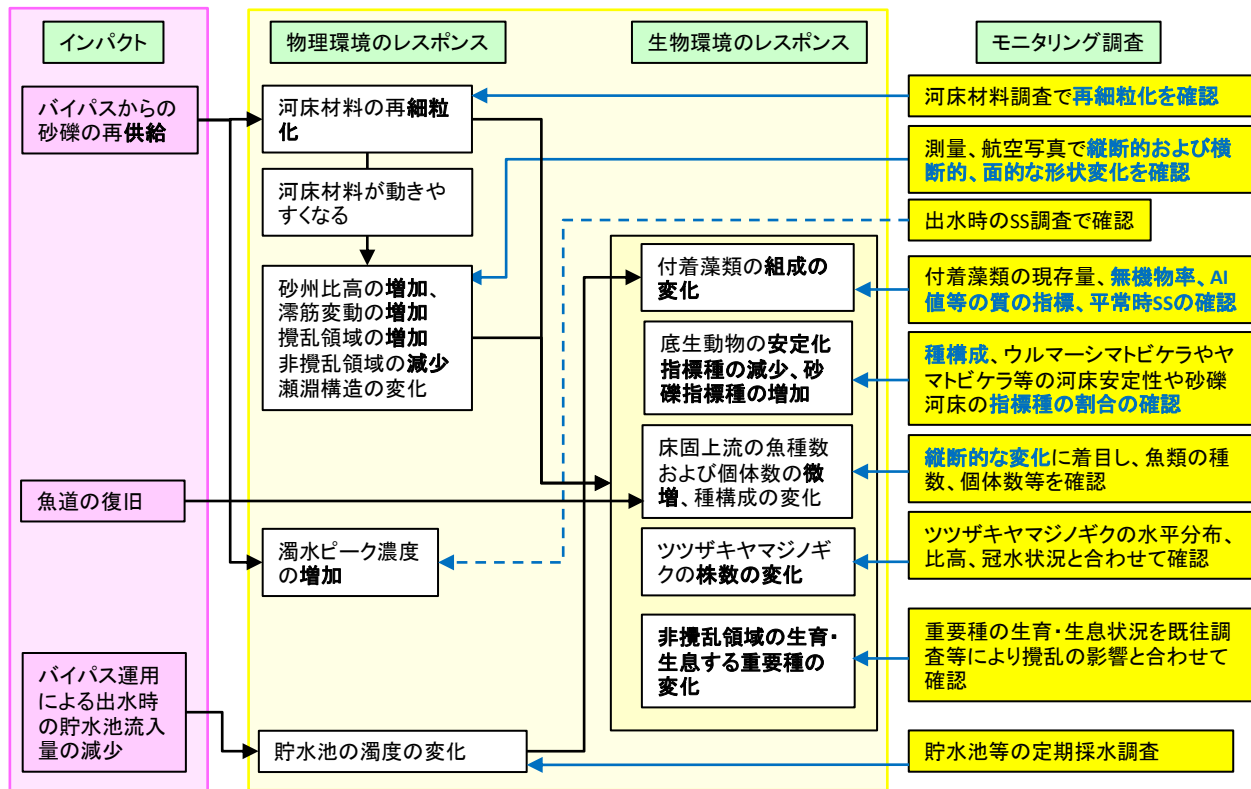 インパクト
物理環境のレスポンス
生物環境のレスポンス
モニタリング調査
バイパスからの
砂礫の再供給
魚道の復旧
バイパス運用
による出水時
の貯水池流入
量の減少
河床材料の再細粒
化
河床材料が動きや
すくなる
砂州比高の増加、
澪筋変動の増加
攪乱領域の増加
非攪乱領域の減少
瀬淵構造の変化
濁水ピーク濃度
の増加
貯水池の濁度の変化
付着藻類の組成の
変化
底生動物の安定化
指標種の減少、砂
礫指標種の増加
床固上流の魚種数
および個体数の微
増、種構成の変化
ツツザキヤマジノギ
クの株数の変化
非攪乱領域の生育・
生息する重要種の
変化
河床材料調査で再細粒化を確認
測量、航空写真で縦断的および横
断的、面的な形状変化を確認
出水時のSS調査で確認
付着藻類の現存量、無機物率、AI
値等の質の指標、平常時SSの確認
種構成、ウルマーシマトビケラやヤ
マトビケラ等の河床安定性や砂礫
河床の指標種の割合の確認
縦断的な変化に着目し、魚類の種
数、個体数等を確認
ツツザキヤマジノギクの水平分布、
比高、冠水状況と合わせて確認
重要種の生育・生息状況を既往調
査等により攪乱の影響と合わせて
確認
貯水池等の定期採水調査